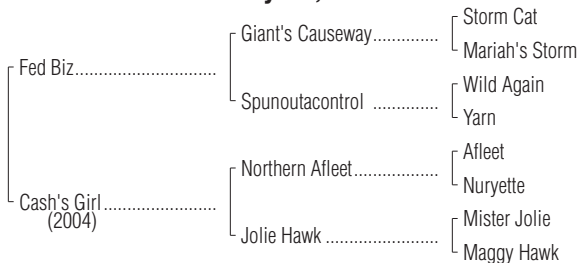 Storm Cat
Giant's Causeway..............
Mariah's Storm
Fed Biz..............................
Wild Again
Spunoutacontrol ..............
Yarn
Afleet
Northern Afleet..................
Nuryette
Cash's Girl........................
(2004)
Mister Jolie
Jolie Hawk ........................
Maggy Hawk